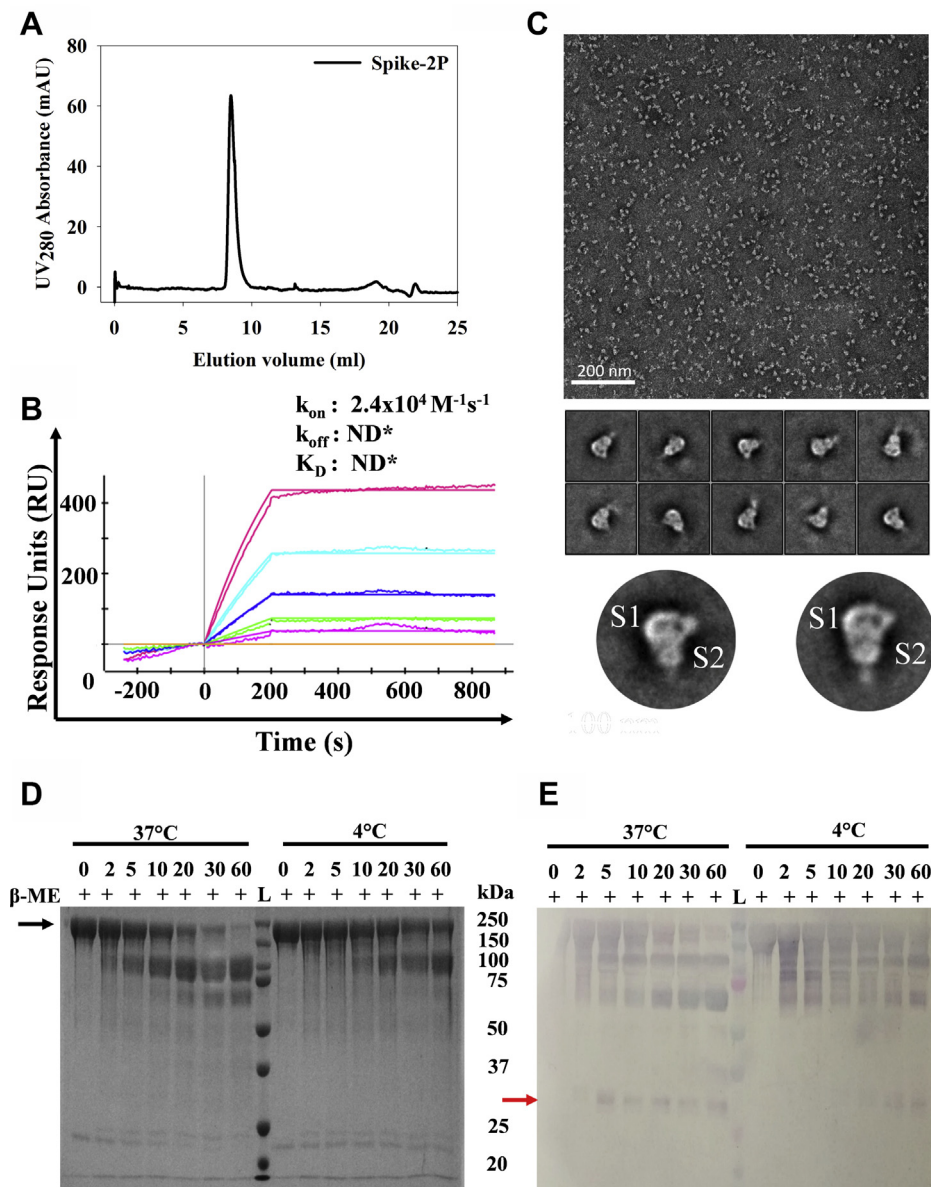 A
Spike-2P
UV280 Absorbance (mAU)
80
60
40
20
0
0 5 10 15 20 25
Elution volume (ml)
B
kon : 2.4x10⁴ M⁻¹s⁻¹
koff : ND*
KD : ND*
Response Units (RU)
400
200
0
-200 0 200 400 600 800
Time (s)
C
200 nm
S1
S2
S1
S2
100
D
37°C 4°C
0 2 5 10 20 30 60 0 2 5 10 20 30 60
β-ME + + + + + + + L + + + + + + +
kDa
250
150
100
75
50
37
25
20
E
37°C 4°C
0 2 5 10 20 30 60 0 2 5 10 20 30 60
+ + + + + + + L + + + + + + +